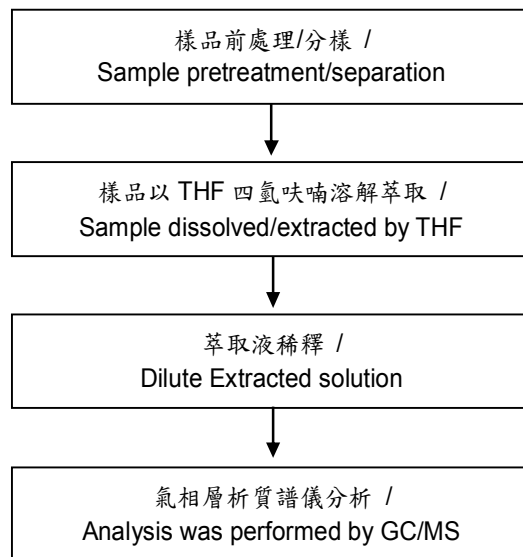 樣品前處理/分樣 /
Sample pretreatment/separation
樣品以 THF 四氫呋喃溶解萃取 /
Sample dissolved/extracted by THF
萃取液稀釋 /
Dilute Extracted solution
氣相層析質譜儀分析 /
Analysis was performed by GC/MS